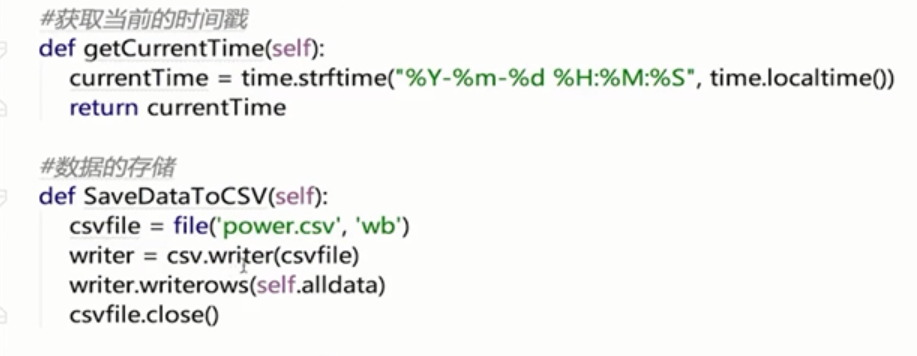 #获取当前的时间戳
def getCurrentTime(self):
currentTime = time.strftime("%Y-%m-%d %H:%M:%S", time.localtime())
return currentTime
#数据的存储
def SaveDataToCSV(self):
csvfile = file('power.csv', 'wb')
writer = csv.writer(csvfile)
writer.writerows(self.alldata)
csvfile.close()